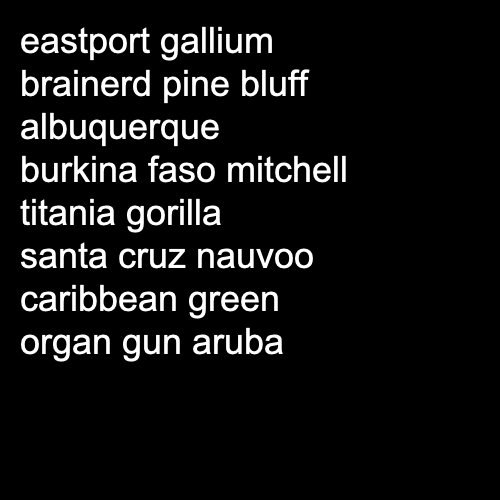 eastport gallium
brainerd pine bluff
albuquerque
burkina faso mitchell
titania gorilla
santa cruz nauvoo
caribbean green
organ gun aruba